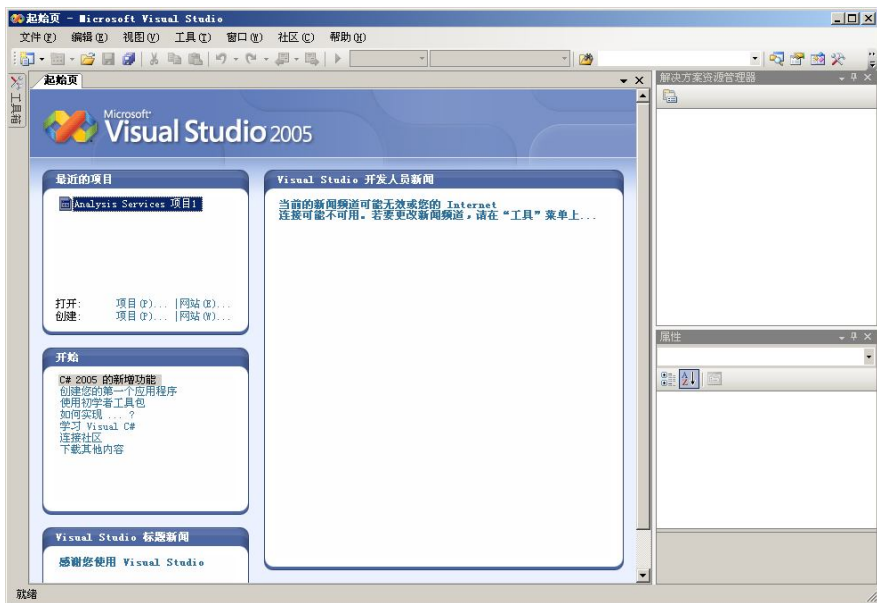 起始页 - Microsoft Visual Studio
文件(F) 编辑(E) 视图(V) 工具(T) 窗口(W) 社区(C) 帮助(H)
工具箱
起始页
Microsoft
Visual Studio 2005
最近的项目
Analysis Services 项目1
打开: 项目(P)... |网站(E)...
创建: 项目(P)... |网站(W)...
开始
C# 2005 的新增功能
创建您的第一个应用程序
使用初学者工具包
如何实现 ... ?
学习 Visual C#
连接社区
下载其他内容
Visual Studio 标题新闻
感谢您使用 Visual Studio
Visual Studio 开发人员新闻
当前的新闻频道可能无效或您的 Internet
连接可能不可用。若要更改新闻频道，请在“工具”菜单上...
解决方案资源管理器
属性
就绪